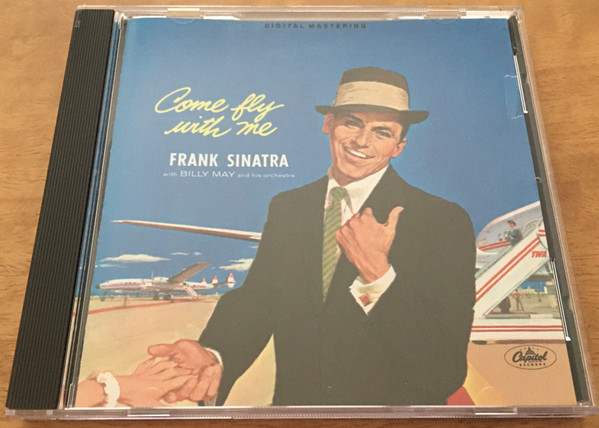 DIGITAL MASTERING
Come fly
with me
FRANK SINATRA
with BILLY MAY and his orchestra
TWA
Capitol
RECORDS